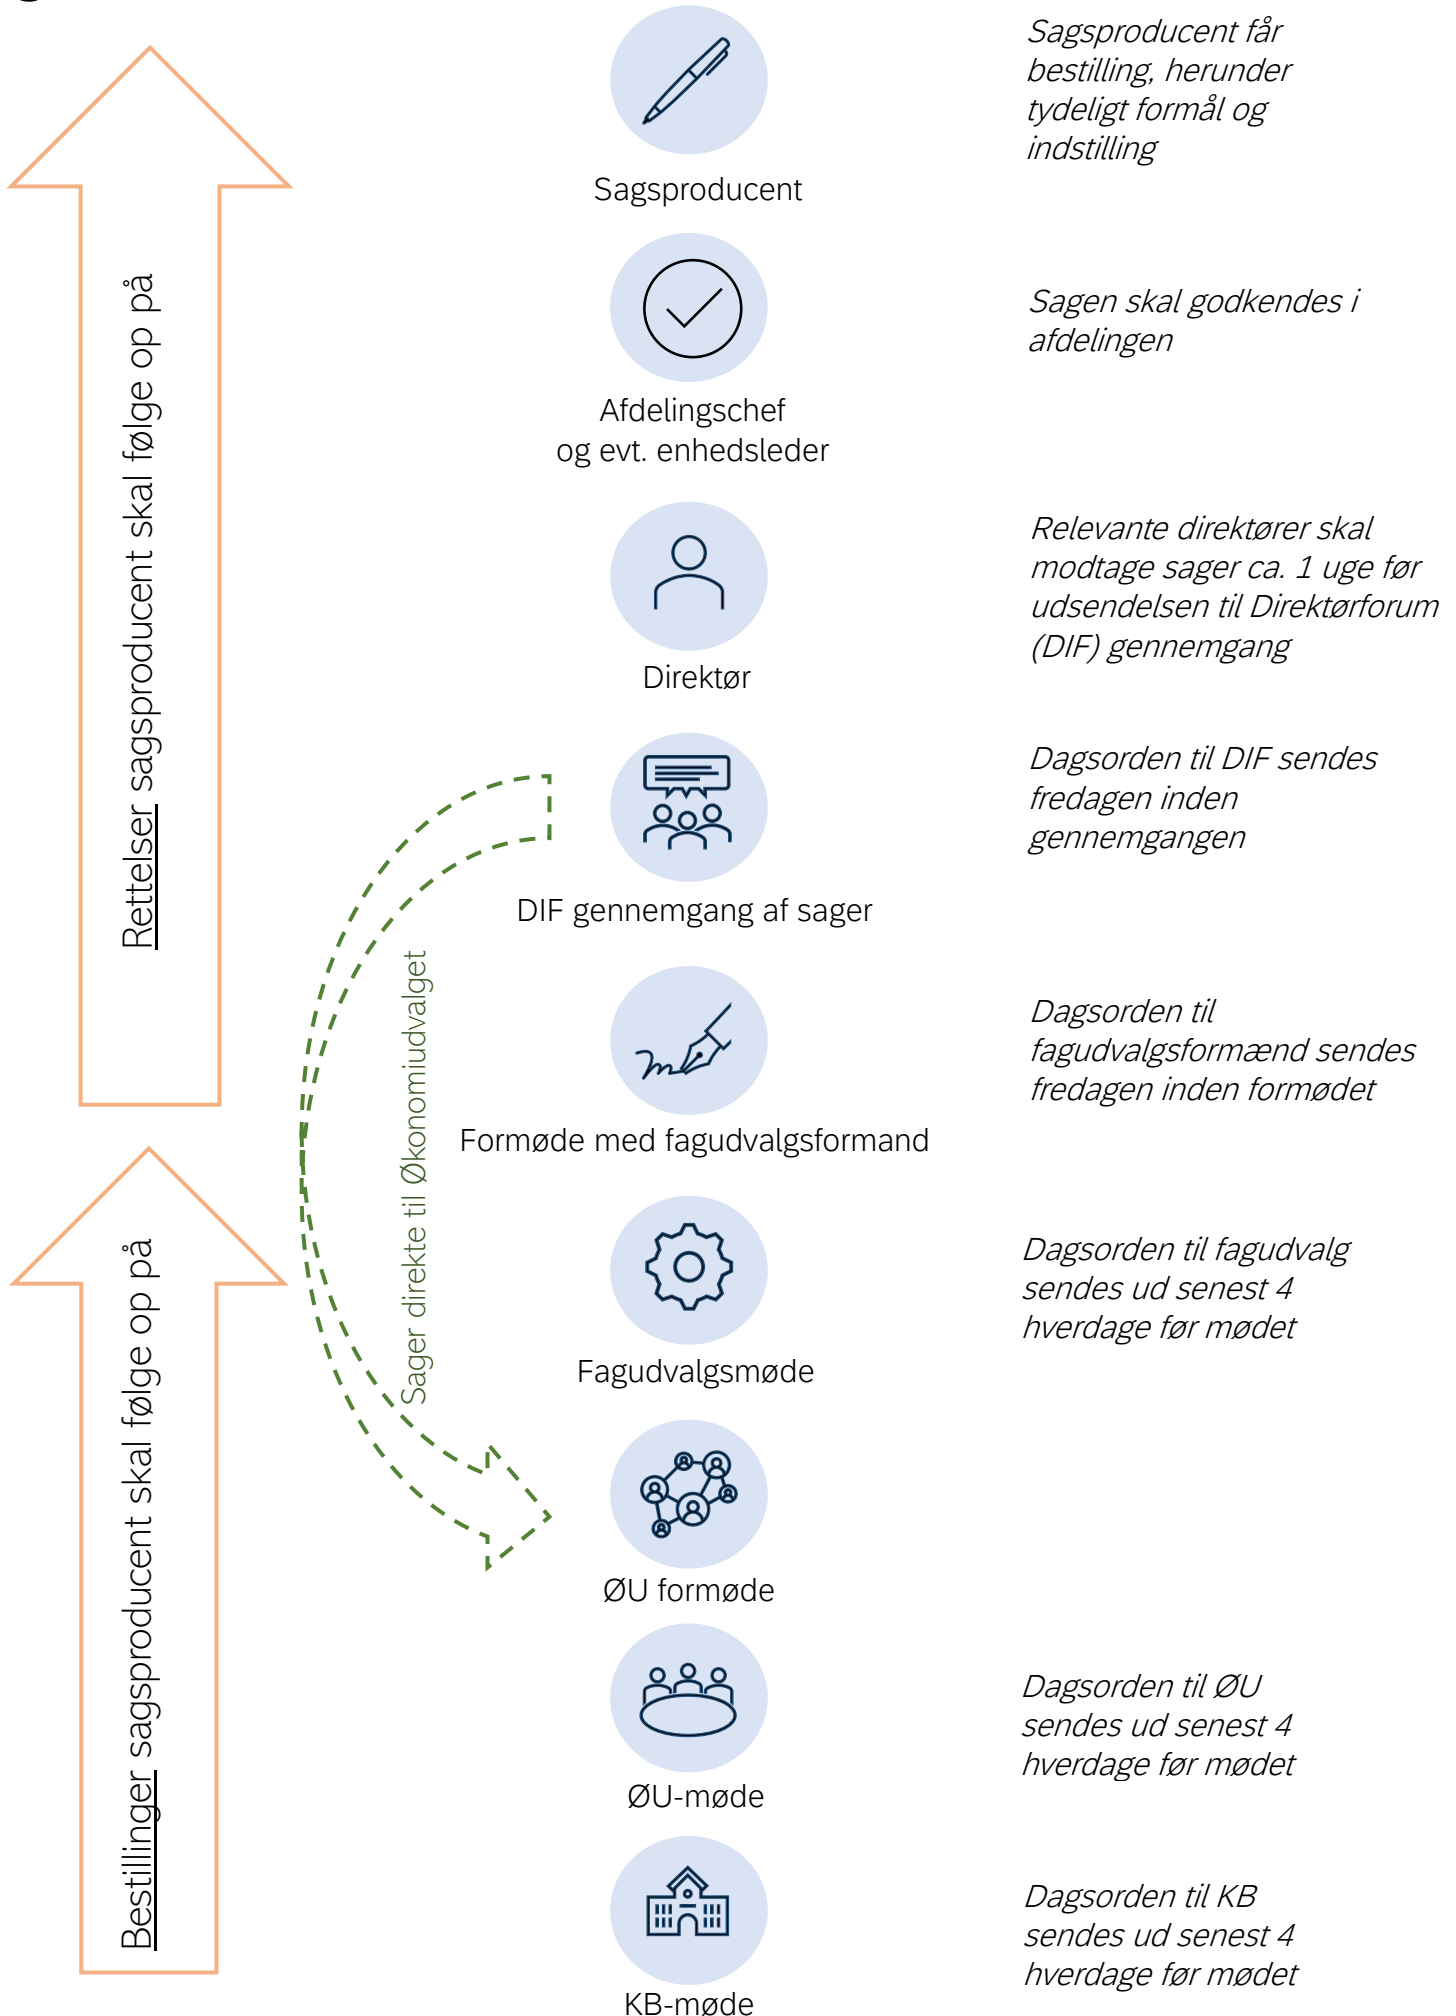 Sagsproducent får
bestilling, herunder
tydeligt formål og
indstilling
Sagsproducent
Sagen skal godkendes i
afdelingen
Afdelingschef
og evt. enhedsleder
Relevante direktører skal
modtage sager ca. 1 uge før
udsendelsen til Direktørforum
(DIF) gennemgang
Direktør
Rettelser sagsproducent skal følge op på
Dagsorden til DIF sendes
fredagen inden
gennemgangen
DIF gennemgang af sager
Sager direkte til Økonomiudvalget
Dagsorden til
fagudvalgsformænd sendes
fredagen inden formødet
Formøde med fagudvalgsformand
Dagsorden til fagudvalg
sendes ud senest 4
hverdage før mødet
Fagudvalgsmøde
Bestillinger sagsproducent skal følge op på
ØU formøde
Dagsorden til ØU
sendes ud senest 4
hverdage før mødet
ØU-møde
Dagsorden til KB
sendes ud senest 4
hverdage før mødet
KB-møde